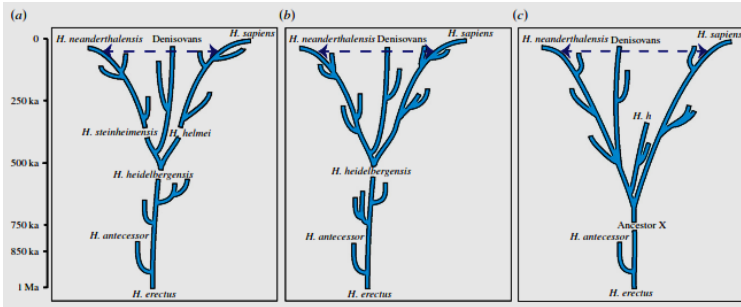 (a)
H. neanderthalensis
Denisovans
H. sapiens
0
250 ka
500 ka
750 ka
850 ka
1 Ma
H. steinheimensis
H. helmei
H. heidelbergensis
H. antecessor
H. erectus
(b)
H. neanderthalensis
Denisovans
H. sapiens
H. heidelbergensis
H. antecessor
H. erectus
(c)
H. sapiens
H. neanderthalensis
Denisovans
H. h
Ancestor X
H. antecessor
H. erectus